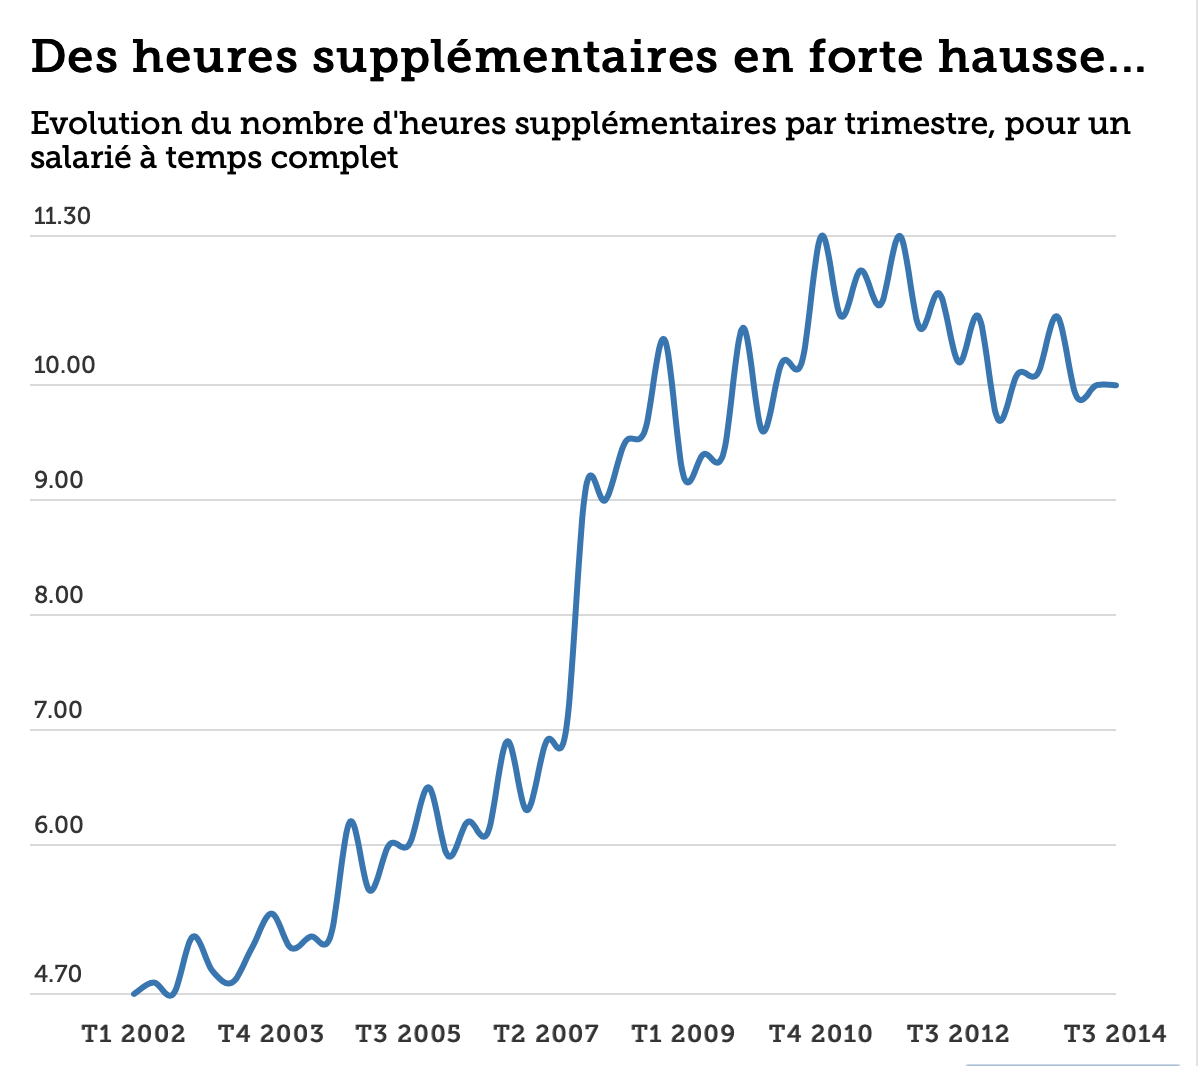 Des heures supplémentaires en forte hausse...
Evolution du nombre d'heures supplémentaires par trimestre, pour un
salarié à temps complet
11.30
10.00
9.00
8.00
7.00
6.00
4.70
T1 2002 T4 2003 T3 2005 T2 2007 T1 2009 T4 2010 T3 2012 T3 2014